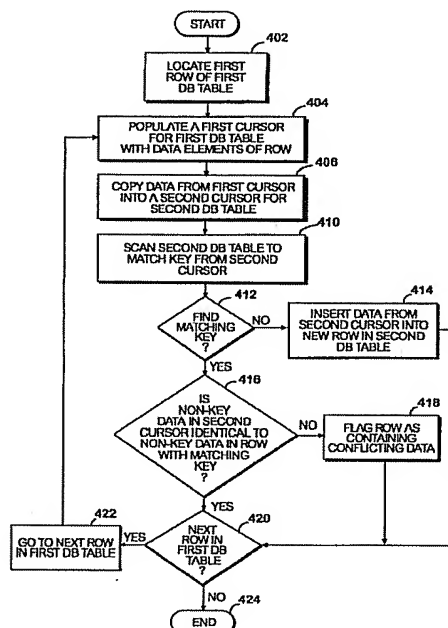 START
402
LOCATE FIRST
ROW OF FIRST
DB TABLE
404
POPULATE A FIRST CURSOR
FOR FIRST DB TABLE
WITH DATA ELEMENTS OF ROW
406
COPY DATA FROM FIRST CURSOR
INTO A SECOND CURSOR FOR
SECOND DB TABLE
410
SCAN SECOND DB TABLE TO
MATCH KEY FROM SECOND
CURSOR
412
FIND
MATCHING
KEY
?
NO
YES
414
INSERT DATA FROM
SECOND CURSOR INTO
NEW ROW IN SECOND
DB TABLE
416
IS
NON-KEY
DATA IN SECOND
CURSOR IDENTICAL TO
NON-KEY DATA IN ROW
WITH MATCHING
KEY
?
NO
YES
418
FLAG ROW AS
CONTAINING
CONFLICTING DATA
420
NEXT
ROW IN
FIRST DB
TABLE
?
YES
NO
422
GO TO NEXT ROW
IN FIRST DB TABLE
424
END